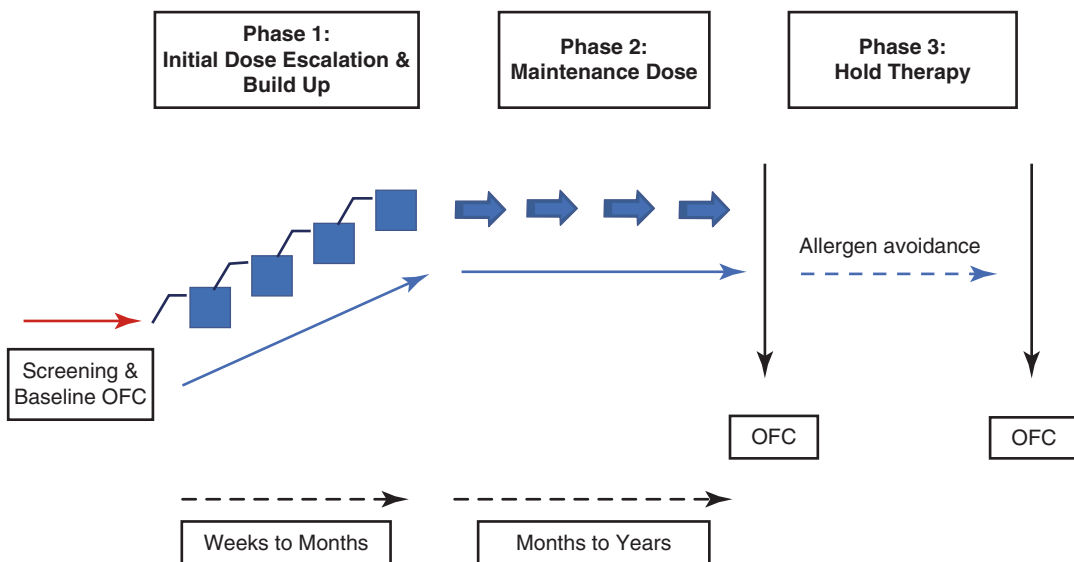 Phase 1:
Initial Dose Escalation &
Build Up
Phase 2:
Maintenance Dose
Phase 3:
Hold Therapy
Allergen avoidance
Screening &
Baseline OFC
OFC
OFC
Weeks to Months
Months to Years